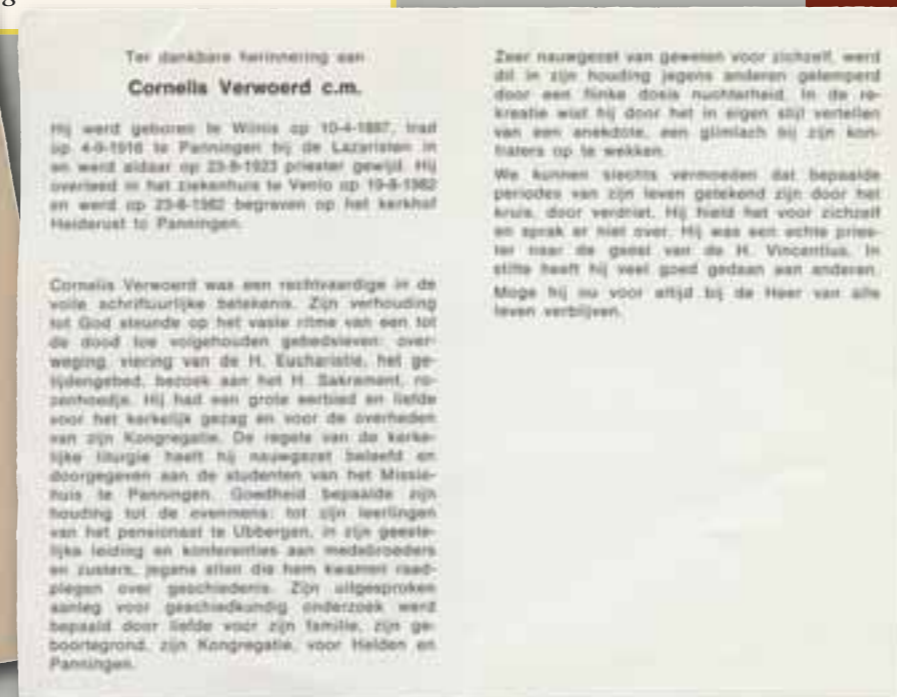 g
Ter dankbare herinnering aan
Cornelis Verwoerd c.m.
Hij werd geboren te Wilnis op 10-4-1897, trad
op 4-9-1916 te Panningen bij de Lazaristen in
en werd aldaar op 23-9-1923 priester gewijd. Hij
overleed in het ziekenhuis te Venlo op 19-8-1982
en werd op 23-8-1982 begraven op het kerkhof
Heiderust te Panningen.
Cornelis Verwoerd was een rechtvaardige in de
volle schriftuurlijke betekenis. Zijn verhouding
tot God steunde op het vaste ritme van een tot
de dood toe volgehouden gebedsleven: over-
weging, viering van de H. Eucharistie, het ge-
tijdengebed, bezoek aan het H. Sakrament, ro-
zenhoedje. Hij had een grote eerbied en liefde
voor het kerkelijk gezag en voor de overheden
van zijn Kongregatie. De regels van de kerke-
lijke liturgie heeft hij nauwgezet beleefd en
doorgegeven aan de studenten van het Missie-
huis te Panningen. Goedheid bepaalde zijn
houding tot de evenmens: tot zijn leerlingen
van het pensionaat te Ubbergen, in zijn geeste-
lijke leiding en konferenties aan medebroeders
en zusters, jegens allen die hem kwamen raad-
plegen over geschiedenis. Zijn uitgesproken
aanleg voor geschiedkundig onderzoek werd
bepaald door liefde voor zijn familie, zijn ge-
boortegrond, zijn Kongregatie, voor Helden en
Panningen.
Zeer nauwgezet van geweten voor zichzelf, werd
dit in zijn houding jegens anderen getemperd
door een flinke dosis nuchterheid. In de re-
kreatie wist hij door het in eigen stijl vertellen
van een anekdote, een glimlach bij zijn kon-
fraters op te wekken.
We kunnen slechts vermoeden dat bepaalde
periodes van zijn leven getekend zijn door het
kruis, door verdriet. Hij hield het voor zichzelf
en sprak er niet over. Hij was een echte pries-
ter naar de geest van de H. Vincentius. In
stilte heeft hij veel goed gedaan aan anderen.
Moge hij nu voor altijd bij de Heer van alle
leven verblijven.